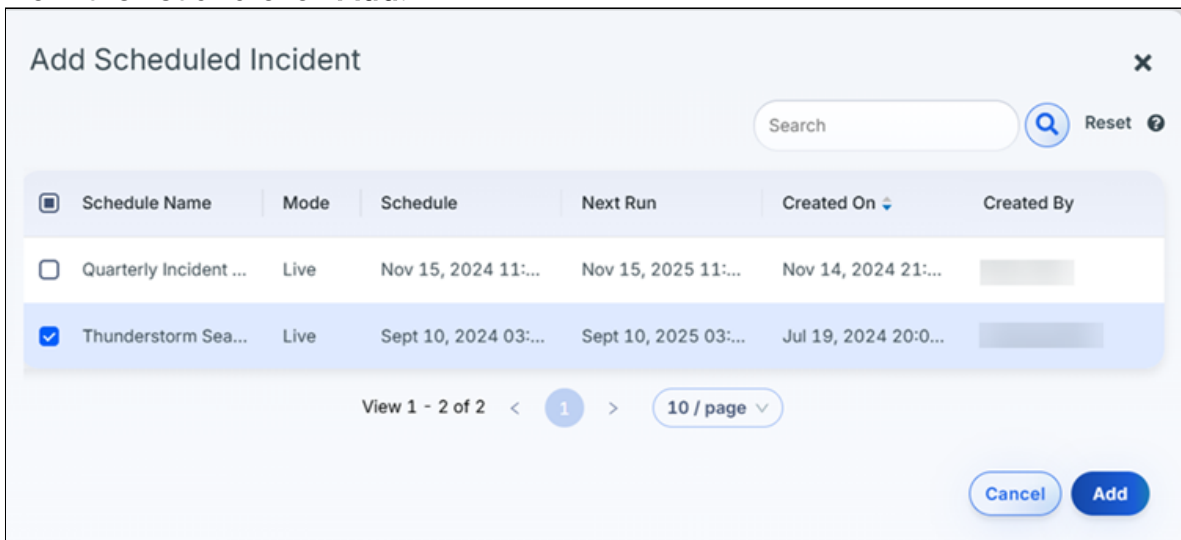 Add Scheduled Incident
Search
Reset
Schedule Name Mode Schedule Next Run Created On Created By
Quarterly Incident ... Live Nov 15, 2024 11:... Nov 15, 2025 11:... Nov 14, 2024 21:...
Thunderstorm Sea... Live Sept 10, 2024 03:... Sept 10, 2025 03:... Jul 19, 2024 20:0...
View 1 - 2 of 2 < 1 > 10 / page
Cancel Add